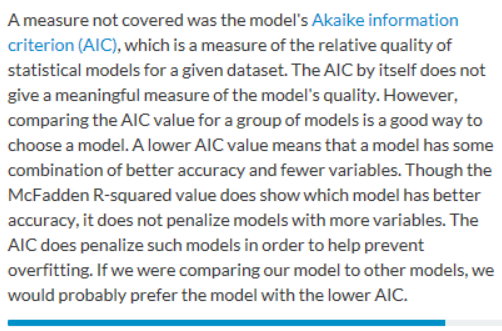 A measure not covered was the model's Akaike information
criterion (AIC), which is a measure of the relative quality of
statistical models for a given dataset. The AIC by itself does not
give a meaningful measure of the model's quality. However,
comparing the AIC value for a group of models is a good way to
choose a model. A lower AIC value means that a model has some
combination of better accuracy and fewer variables. Though the
McFadden R-squared value does show which model has better
accuracy, it does not penalize models with more variables. The
AIC does penalize such models in order to help prevent
overfitting. If we were comparing our model to other models, we
would probably prefer the model with the lower AIC.